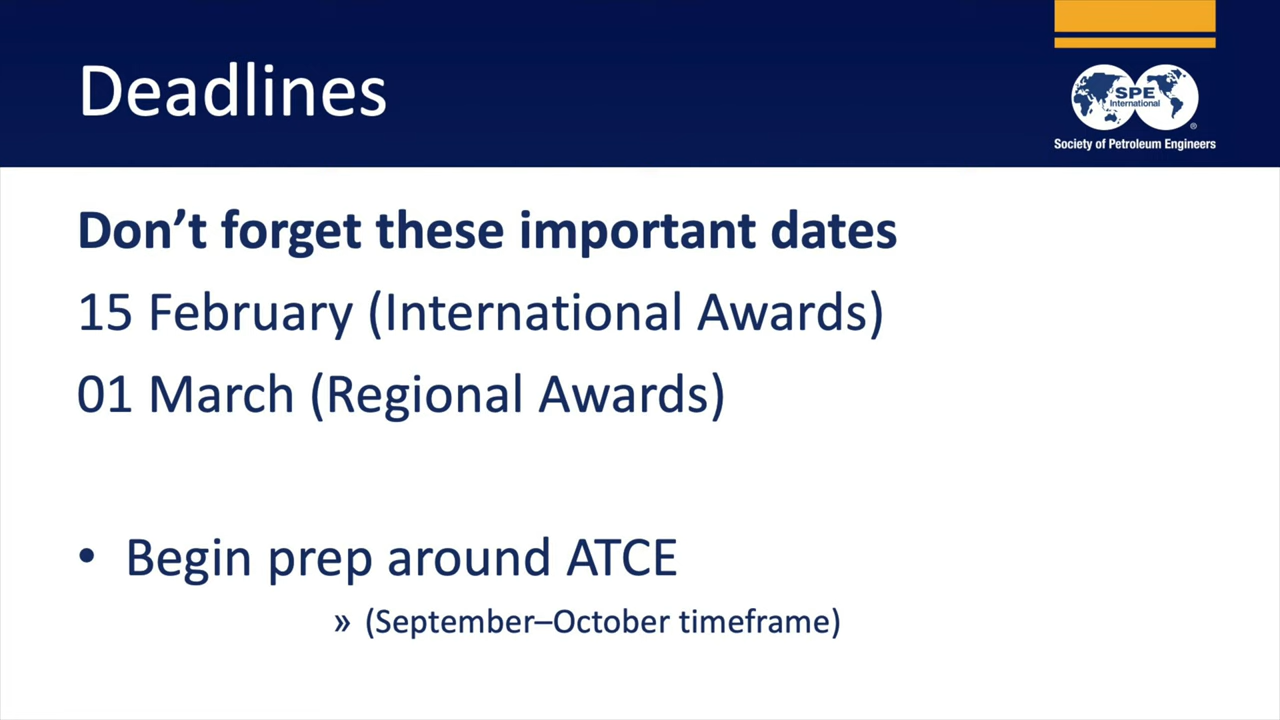 Deadlines
SPE
International
®
Society of Petroleum Engineers
Don’t forget these important dates
15 February (International Awards)
01 March (Regional Awards)
• Begin prep around ATCE
» (September–October timeframe)